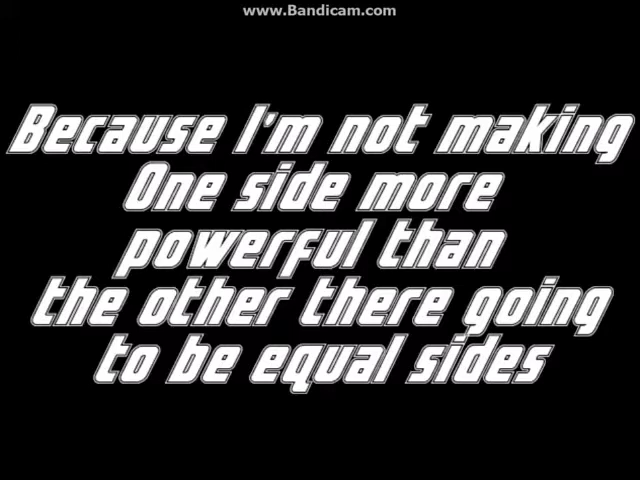 www.Bandicam.com
Because I'm not making
One side more
powerful than
the other there going
to be equal sides